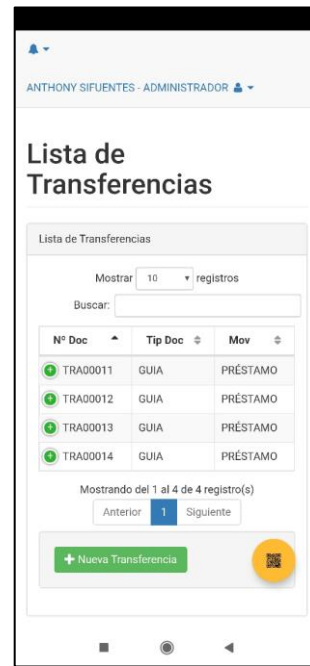 ANTHONY SIFUENTES - ADMINISTRADOR
Lista de
Transferencias
Lista de Transferencias
Mostrar 10 registros
Buscar:
Nº Doc Tip Doc Mov
TRA00011 GUIA PRÉSTAMO
TRA00012 GUIA PRÉSTAMO
TRA00013 GUIA PRÉSTAMO
TRA00014 GUIA PRÉSTAMO
Mostrando del 1 al 4 de 4 registro(s)
Anterior 1 Siguiente
+ Nueva Transferencia